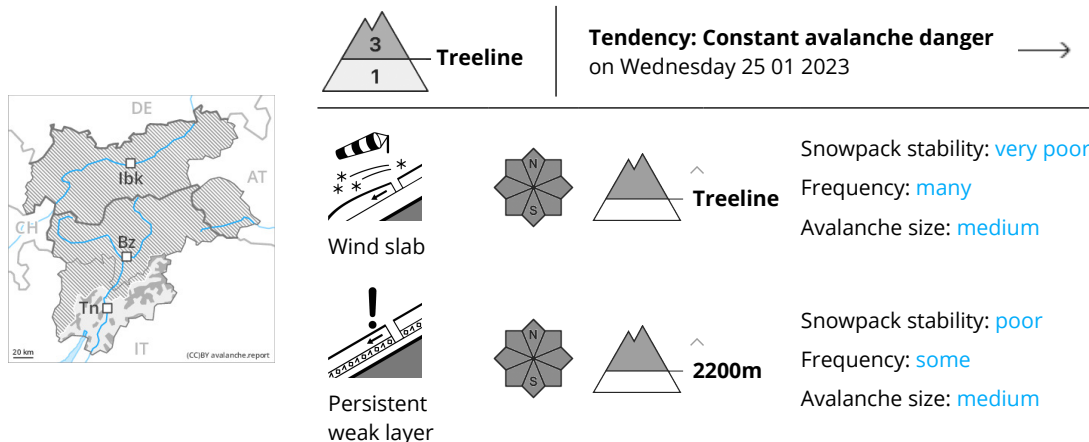 3
1
Treeline
Tendency: Constant avalanche danger
on Wednesday 25 01 2023
DE
AT
CH
IT
Ibk
Bz
Tn
20 km
(CC)BY avalanche.report
Wind slab
N
S
Treeline
Snowpack stability: very poor
Frequency: many
Avalanche size: medium
Persistent
weak layer
N
S
2200m
Snowpack stability: poor
Frequency: some
Avalanche size: medium